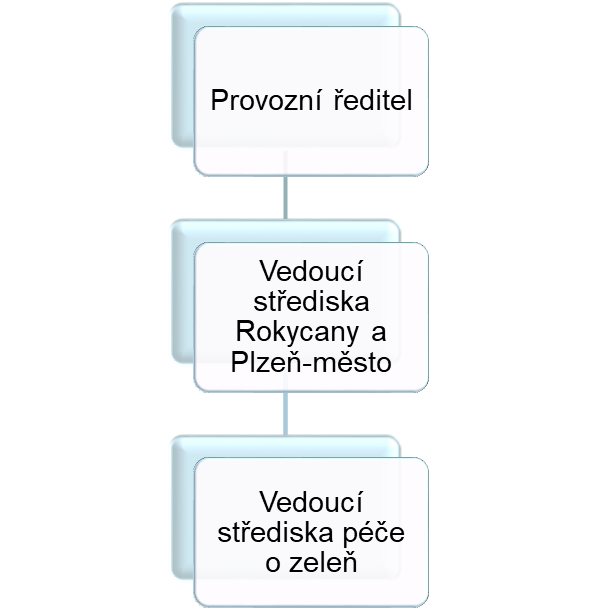 Provozní ředitel
Vedoucí
střediska
Rokycany a
Plzeň-město
Vedoucí
střediska péče
o zeleň